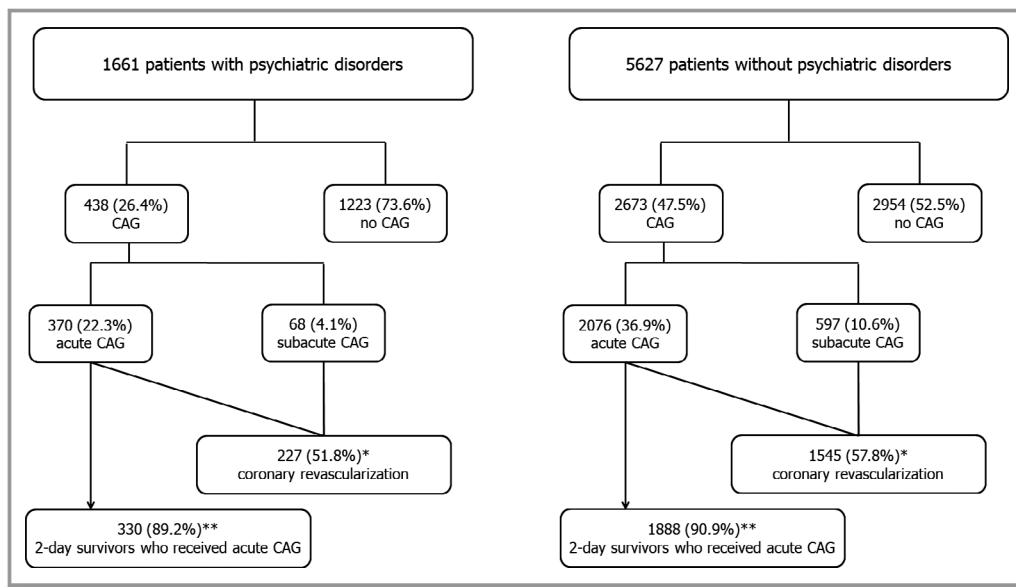 1661 patients with psychiatric disorders
438 (26.4%)
CAG
1223 (73.6%)
no CAG
370 (22.3%)
acute CAG
68 (4.1%)
subacute CAG
227 (51.8%)*
coronary revascularization
330 (89.2%)**
2-day survivors who received acute CAG
5627 patients without psychiatric disorders
2673 (47.5%)
CAG
2954 (52.5%)
no CAG
2076 (36.9%)
acute CAG
597 (10.6%)
subacute CAG
1545 (57.8%)*
coronary revascularization
1888 (90.9%)**
2-day survivors who received acute CAG